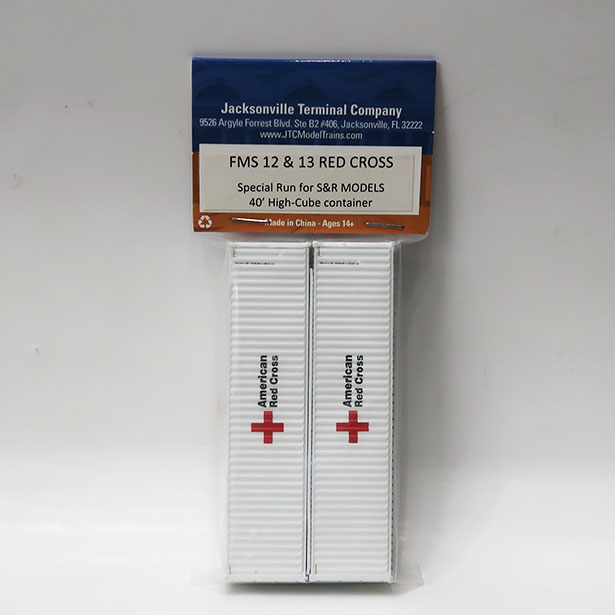 Jacksonville Terminal Company
9526 Argyle Forrest Blvd. Ste B2 #406, Jacksonville, FL 32222
www.JTCModelTrains.com
FMS 12 & 13 RED CROSS
Special Run for S&R MODELS
40' High-Cube container
Made in China - Ages 14+
American
Red Cross
American
Red Cross